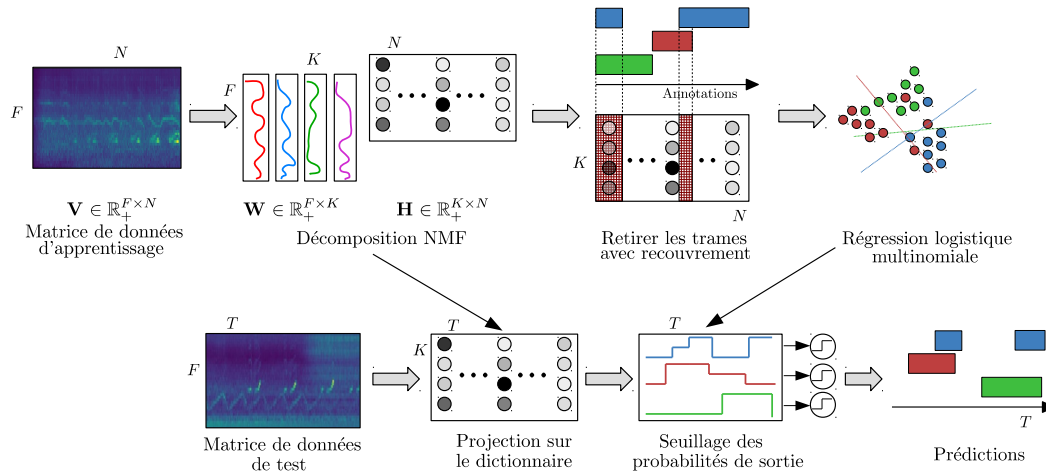 N
F
V ∈ ℝ₊^{F×N}
Matrice de données
d'apprentissage
F
K
W ∈ ℝ₊^{F×K}
N
H ∈ ℝ₊^{K×N}
Décomposition NMF
Annotations
K
N
Retirer les trames
avec recouvrement
Régression logistique
multinomiale
T
F
Matrice de données
de test
T
K
Projection sur
le dictionnaire
T
Seuillage des
probabilités de sortie
T
Prédictions